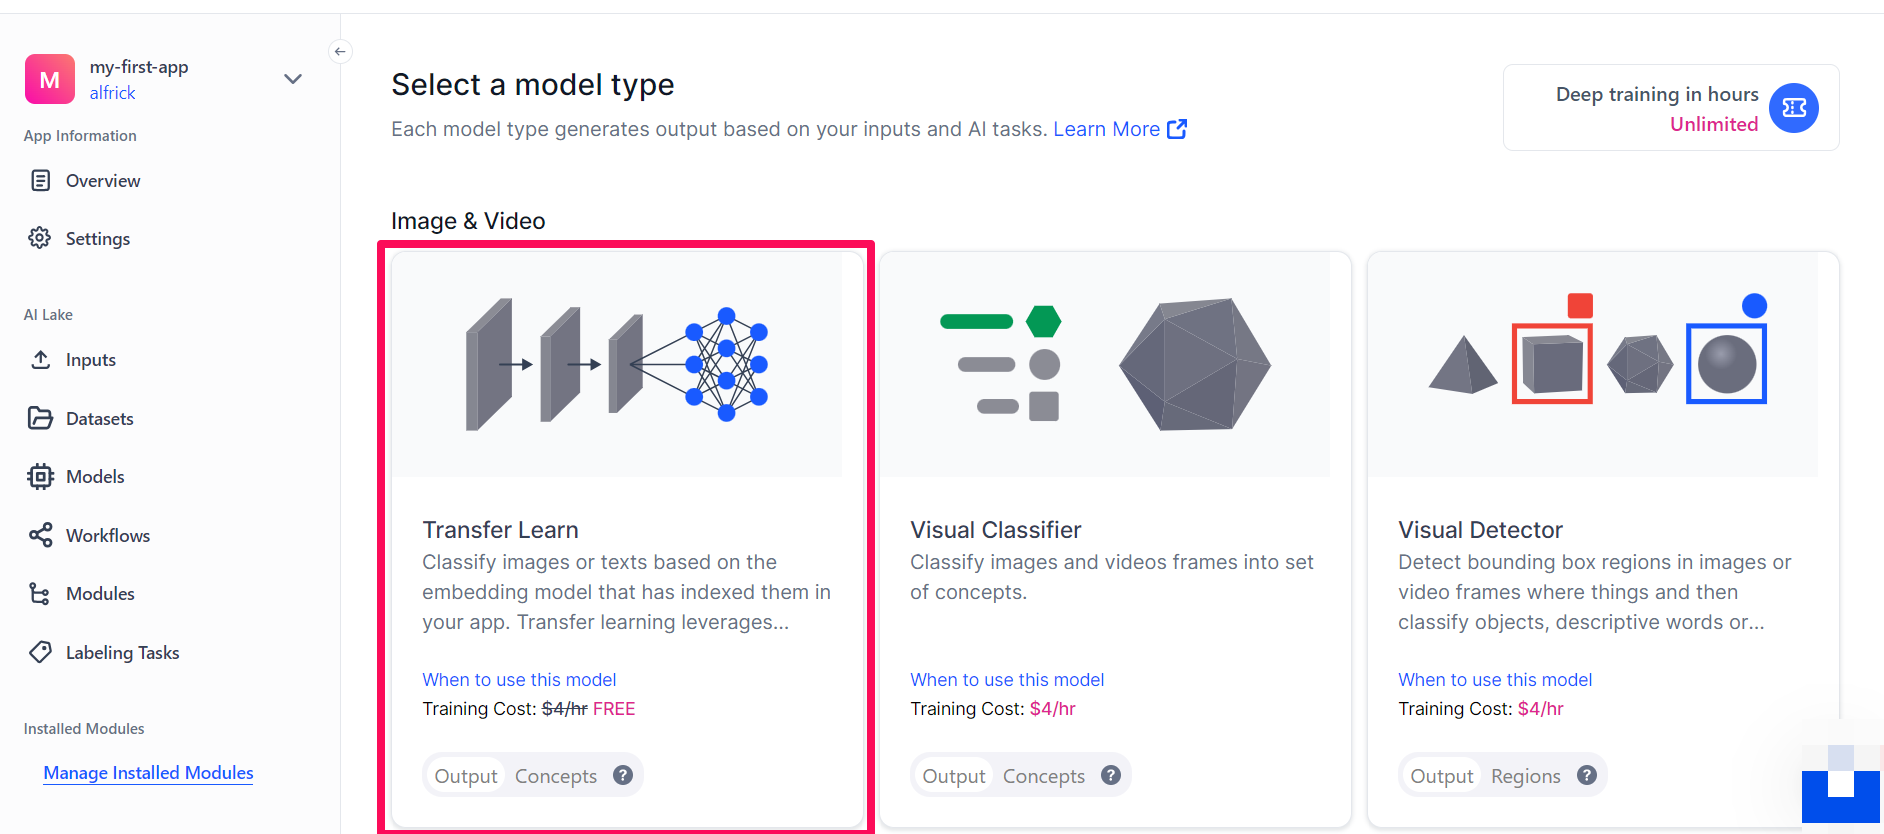 M
my-first-app
alfrick
App Information
Overview
Settings
AI Lake
Inputs
Datasets
Models
Workflows
Modules
Labeling Tasks
Installed Modules
Manage Installed Modules
Select a model type
Each model type generates output based on your inputs and AI tasks. Learn More
Deep training in hours
Unlimited
Image & Video
Transfer Learn
Classify images or texts based on the
embedding model that has indexed them in
your app. Transfer learning leverages...
When to use this model
Training Cost: $4/hr FREE
Output Concepts ?
Visual Classifier
Classify images and videos frames into set
of concepts.
When to use this model
Training Cost: $4/hr
Output Concepts ?
Visual Detector
Detect bounding box regions in images or
video frames where things and then
classify objects, descriptive words or...
When to use this model
Training Cost: $4/hr
Output Regions ?